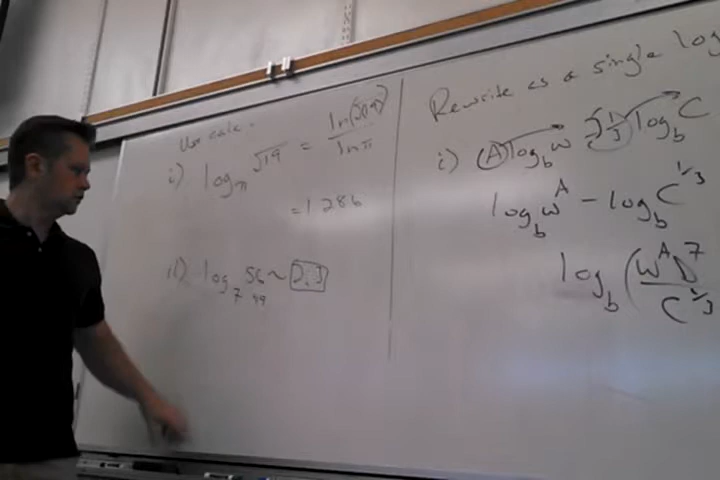 Use calc.
i) log_π √19 = ln(√19) / ln π
= 1.286
ii) log_7 56 ~
49
Rewrite as a single log
i) A log_b w - 1/3 log_b C
log_b w^A - log_b C^1/3
log_b (w^A D^7 / C^1/3